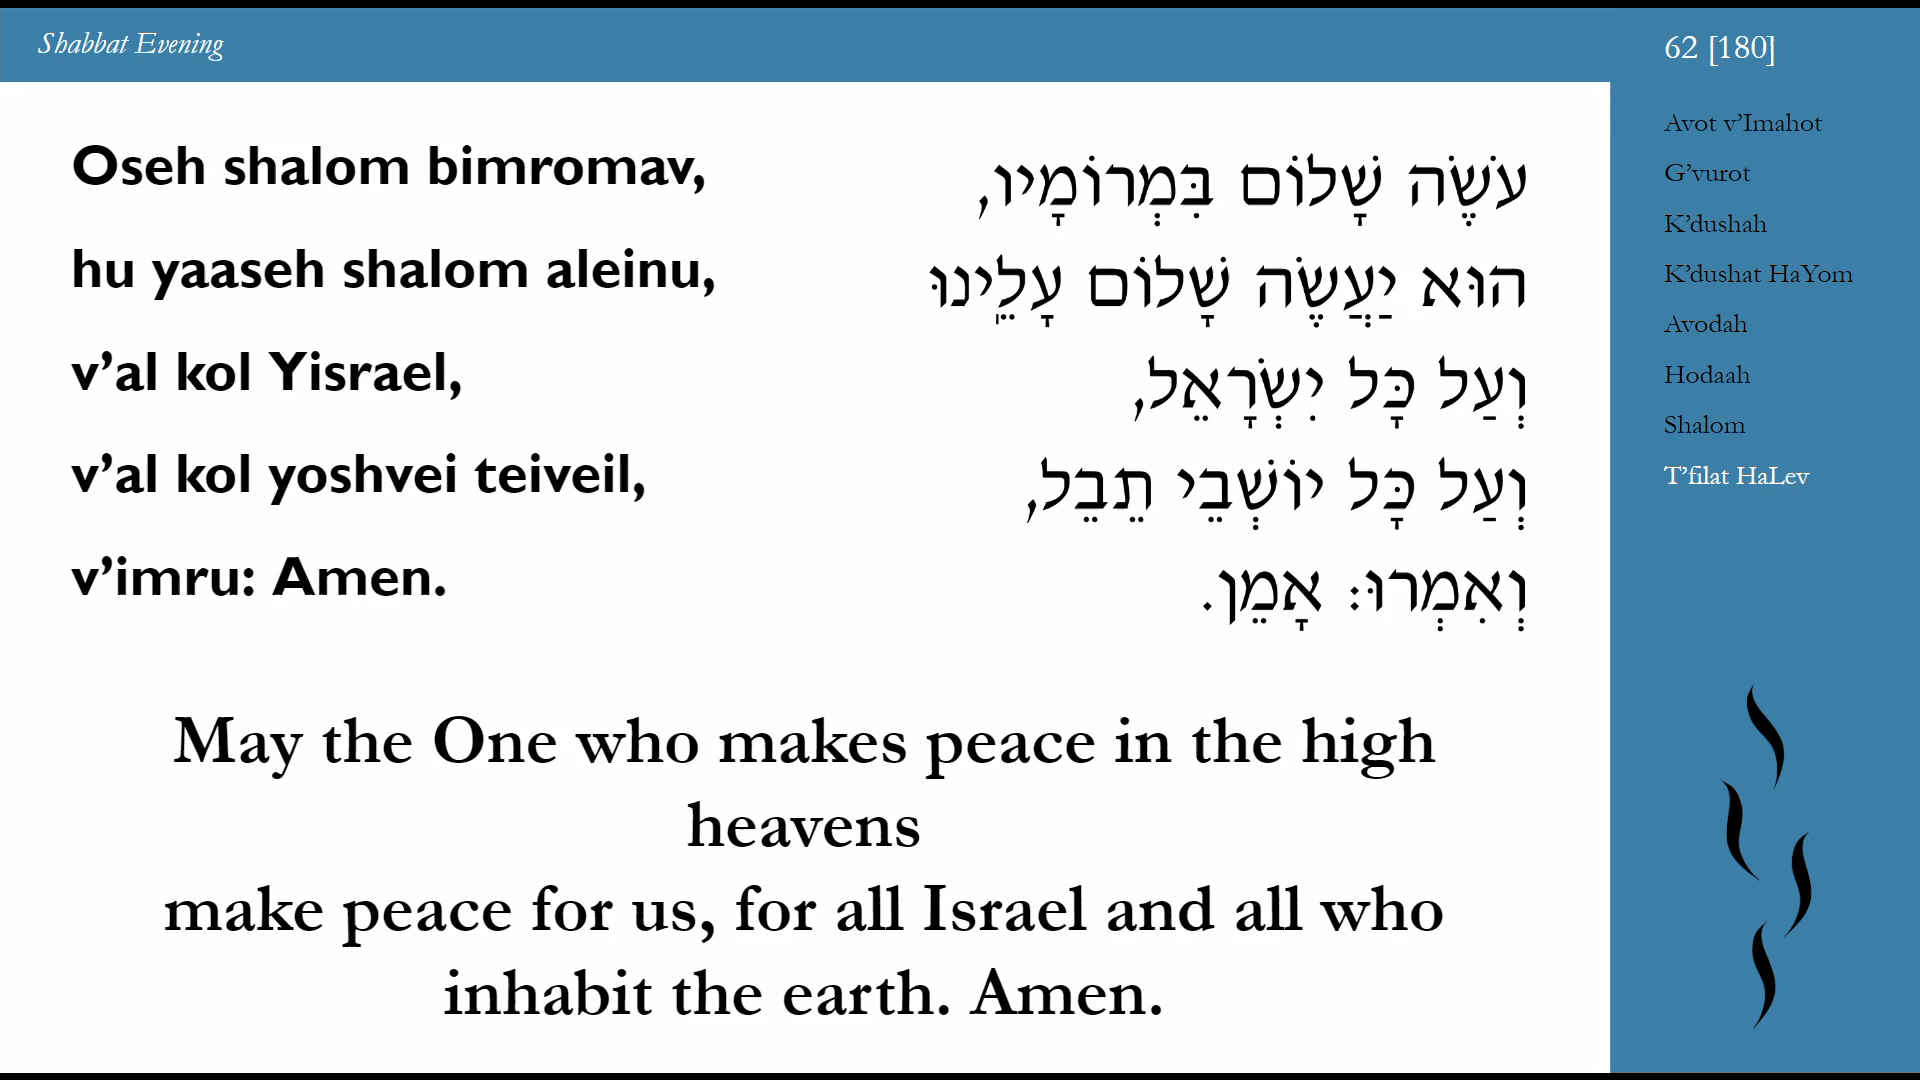 Shabbat Evening
62 [180]
Oseh shalom bimromav,
hu yaaseh shalom aleinu,
v’al kol Yisrael,
v’al kol yoshvei teiveil,
v’imru: Amen.
עֹשֶׂה שָׁלוֹם בִּמְרוֹמָיו,
הוּא יַעֲשֶׂה שָׁלוֹם עָלֵֽינוּ
וְעַל כָּל יִשְׂרָאֵל,
וְעַל כָּל יוֹשְׁבֵי תֵבֵל,
וְאִמְרוּ: אָמֵן.
May the One who makes peace in the high
heavens
make peace for us, for all Israel and all who
inhabit the earth. Amen.
Avot v’Imahot
G’vurot
K’dushah
K’dushat HaYom
Avodah
Hodaah
Shalom
T’filat HaLev